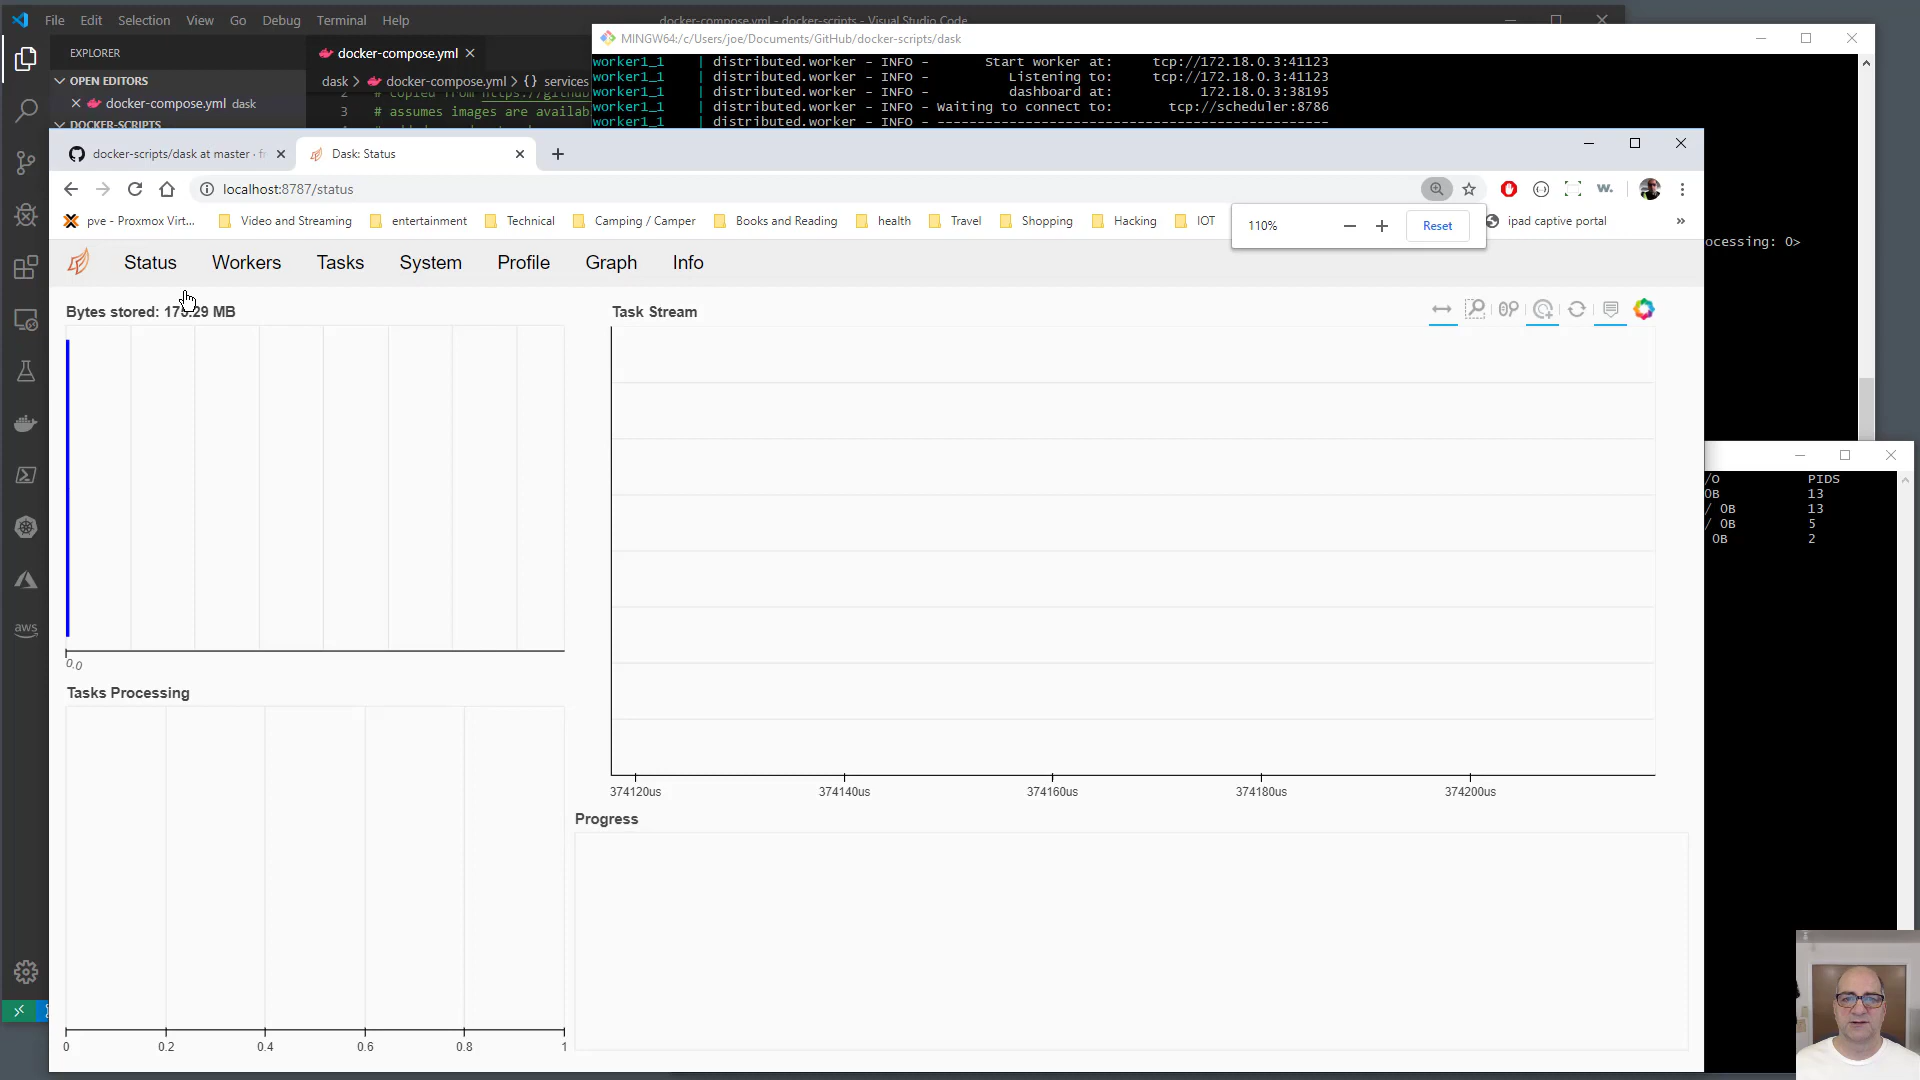 File Edit Selection View Go Debug Terminal Help
docker-compose.yml - docker-scripts - Visual Studio Code
EXPLORER
docker-compose.yml
OPEN EDITORS
dask > docker-compose.yml > {} services
docker-compose.yml dask
3 # assumes images are availab
DOCKER-SCRIPTS
MINGW64:/c/Users/joe/Documents/GitHub/docker-scripts/dask
worker1_1 | distributed.worker - INFO - Start worker at: tcp://172.18.0.3:41123
worker1_1 | distributed.worker - INFO - Listening to: tcp://172.18.0.3:41123
worker1_1 | distributed.worker - INFO - dashboard at: 172.18.0.3:38195
worker1_1 | distributed.worker - INFO - Waiting to connect to: tcp://scheduler:8786
worker1_1 | distributed.worker - INFO - -------------------------------------------------
ocessing: 0>
docker-scripts/dask at master · f
Dask: Status
localhost:8787/status
w.
pve - Proxmox Virt... Video and Streaming entertainment Technical Camping / Camper Books and Reading health Travel Shopping Hacking IOT ipad captive portal »
110% Reset
Status Workers Tasks System Profile Graph Info
Bytes stored: 17 .29 MB
0.0
Task Stream
374120us 374140us 374160us 374180us 374200us
Tasks Processing
0 0.2 0.4 0.6 0.8 1
Progress
/O PIDS
0B 13
/ 0B 13
/ 0B 5
0B 2
aws